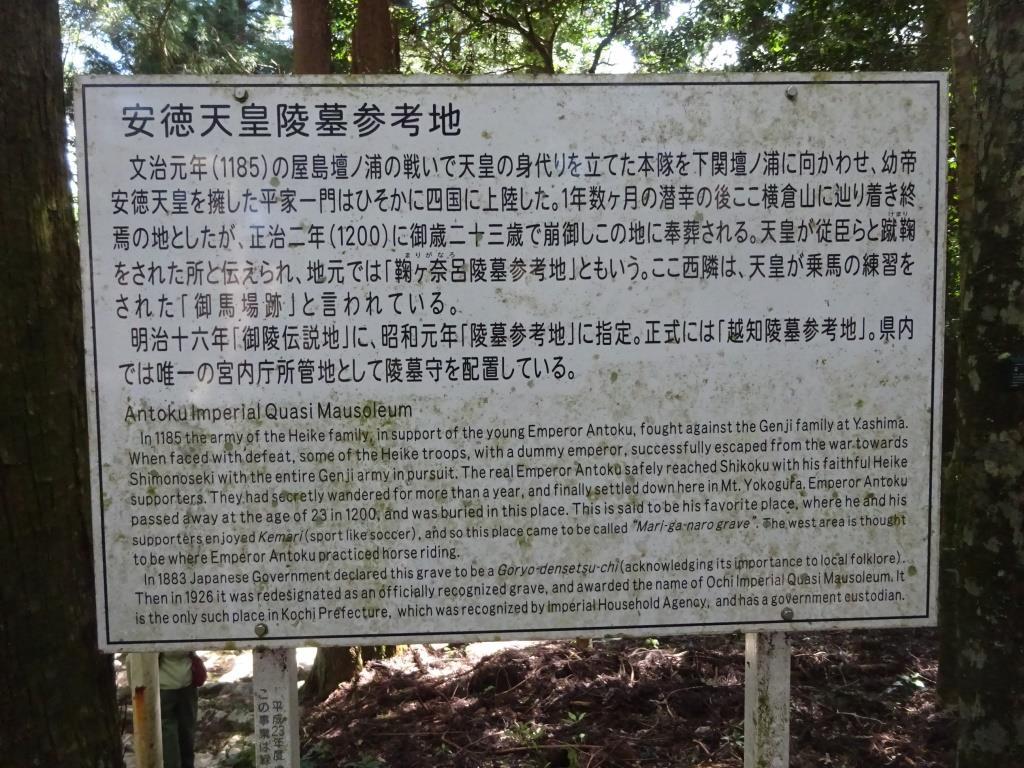 安徳天皇陵墓参考地
文治元年(1185)の屋島壇ノ浦の戦いで天皇の身代りを立てた本隊を下関壇ノ浦に向かわせ、幼帝
安徳天皇を擁した平家一門はひそかに四国に上陸した。1年数ヶ月の潜幸の後ここ横倉山に辿り着き終
焉の地としたが、正治二年(1200)に御歳二十三歳で崩御しこの地に奉葬される。天皇が従臣らと蹴鞠
をされた所と伝えられ、地元では「鞠ヶ奈呂陵墓参考地」ともいう。ここ西隣は、天皇が乗馬の練習を
された「御馬場跡」と言われている。
明治十六年「御陵伝説地」に、昭和元年「陵墓参考地」に指定。正式には「越知陵墓参考地」。県内
では唯一の宮内庁所管地として陵墓守を配置している。
Antoku Imperial Quasi Mausoleum
In 1185 the army of the Heike family, in support of the young Emperor Antoku, fought against the Genji family at Yashima.
When faced with defeat, some of the Heike troops, with a dummy emperor, successfully escaped from the war towards
Shimonoseki with the entire Genji army in pursuit. The real Emperor Antoku safely reached Shikoku with his faithful Heike
supporters. They had secretly wandered for more than a year, and finally settled down here in Mt. Yokogura. Emperor Antoku
passed away at the age of 23 in 1200, and was buried in this place. This is said to be his favorite place, where he and his
supporters enjoyed Kemari (sport like soccer), and so this place came to be called "Mari-ga-naro grave". The west area is thought
to be where Emperor Antoku practiced horse riding.
In 1883 Japanese Government declared this grave to be a Goryo-densetsu-chi (acknowledging its importance to local folklore).
Then in 1926 it was redesignated as an officially recognized grave, and awarded the name of Ochi Imperial Quasi Mausoleum. It
is the only such place in Kochi Prefecture, which was recognized by Imperial Household Agency, and has a government custodian.
平成23年度
この事業は